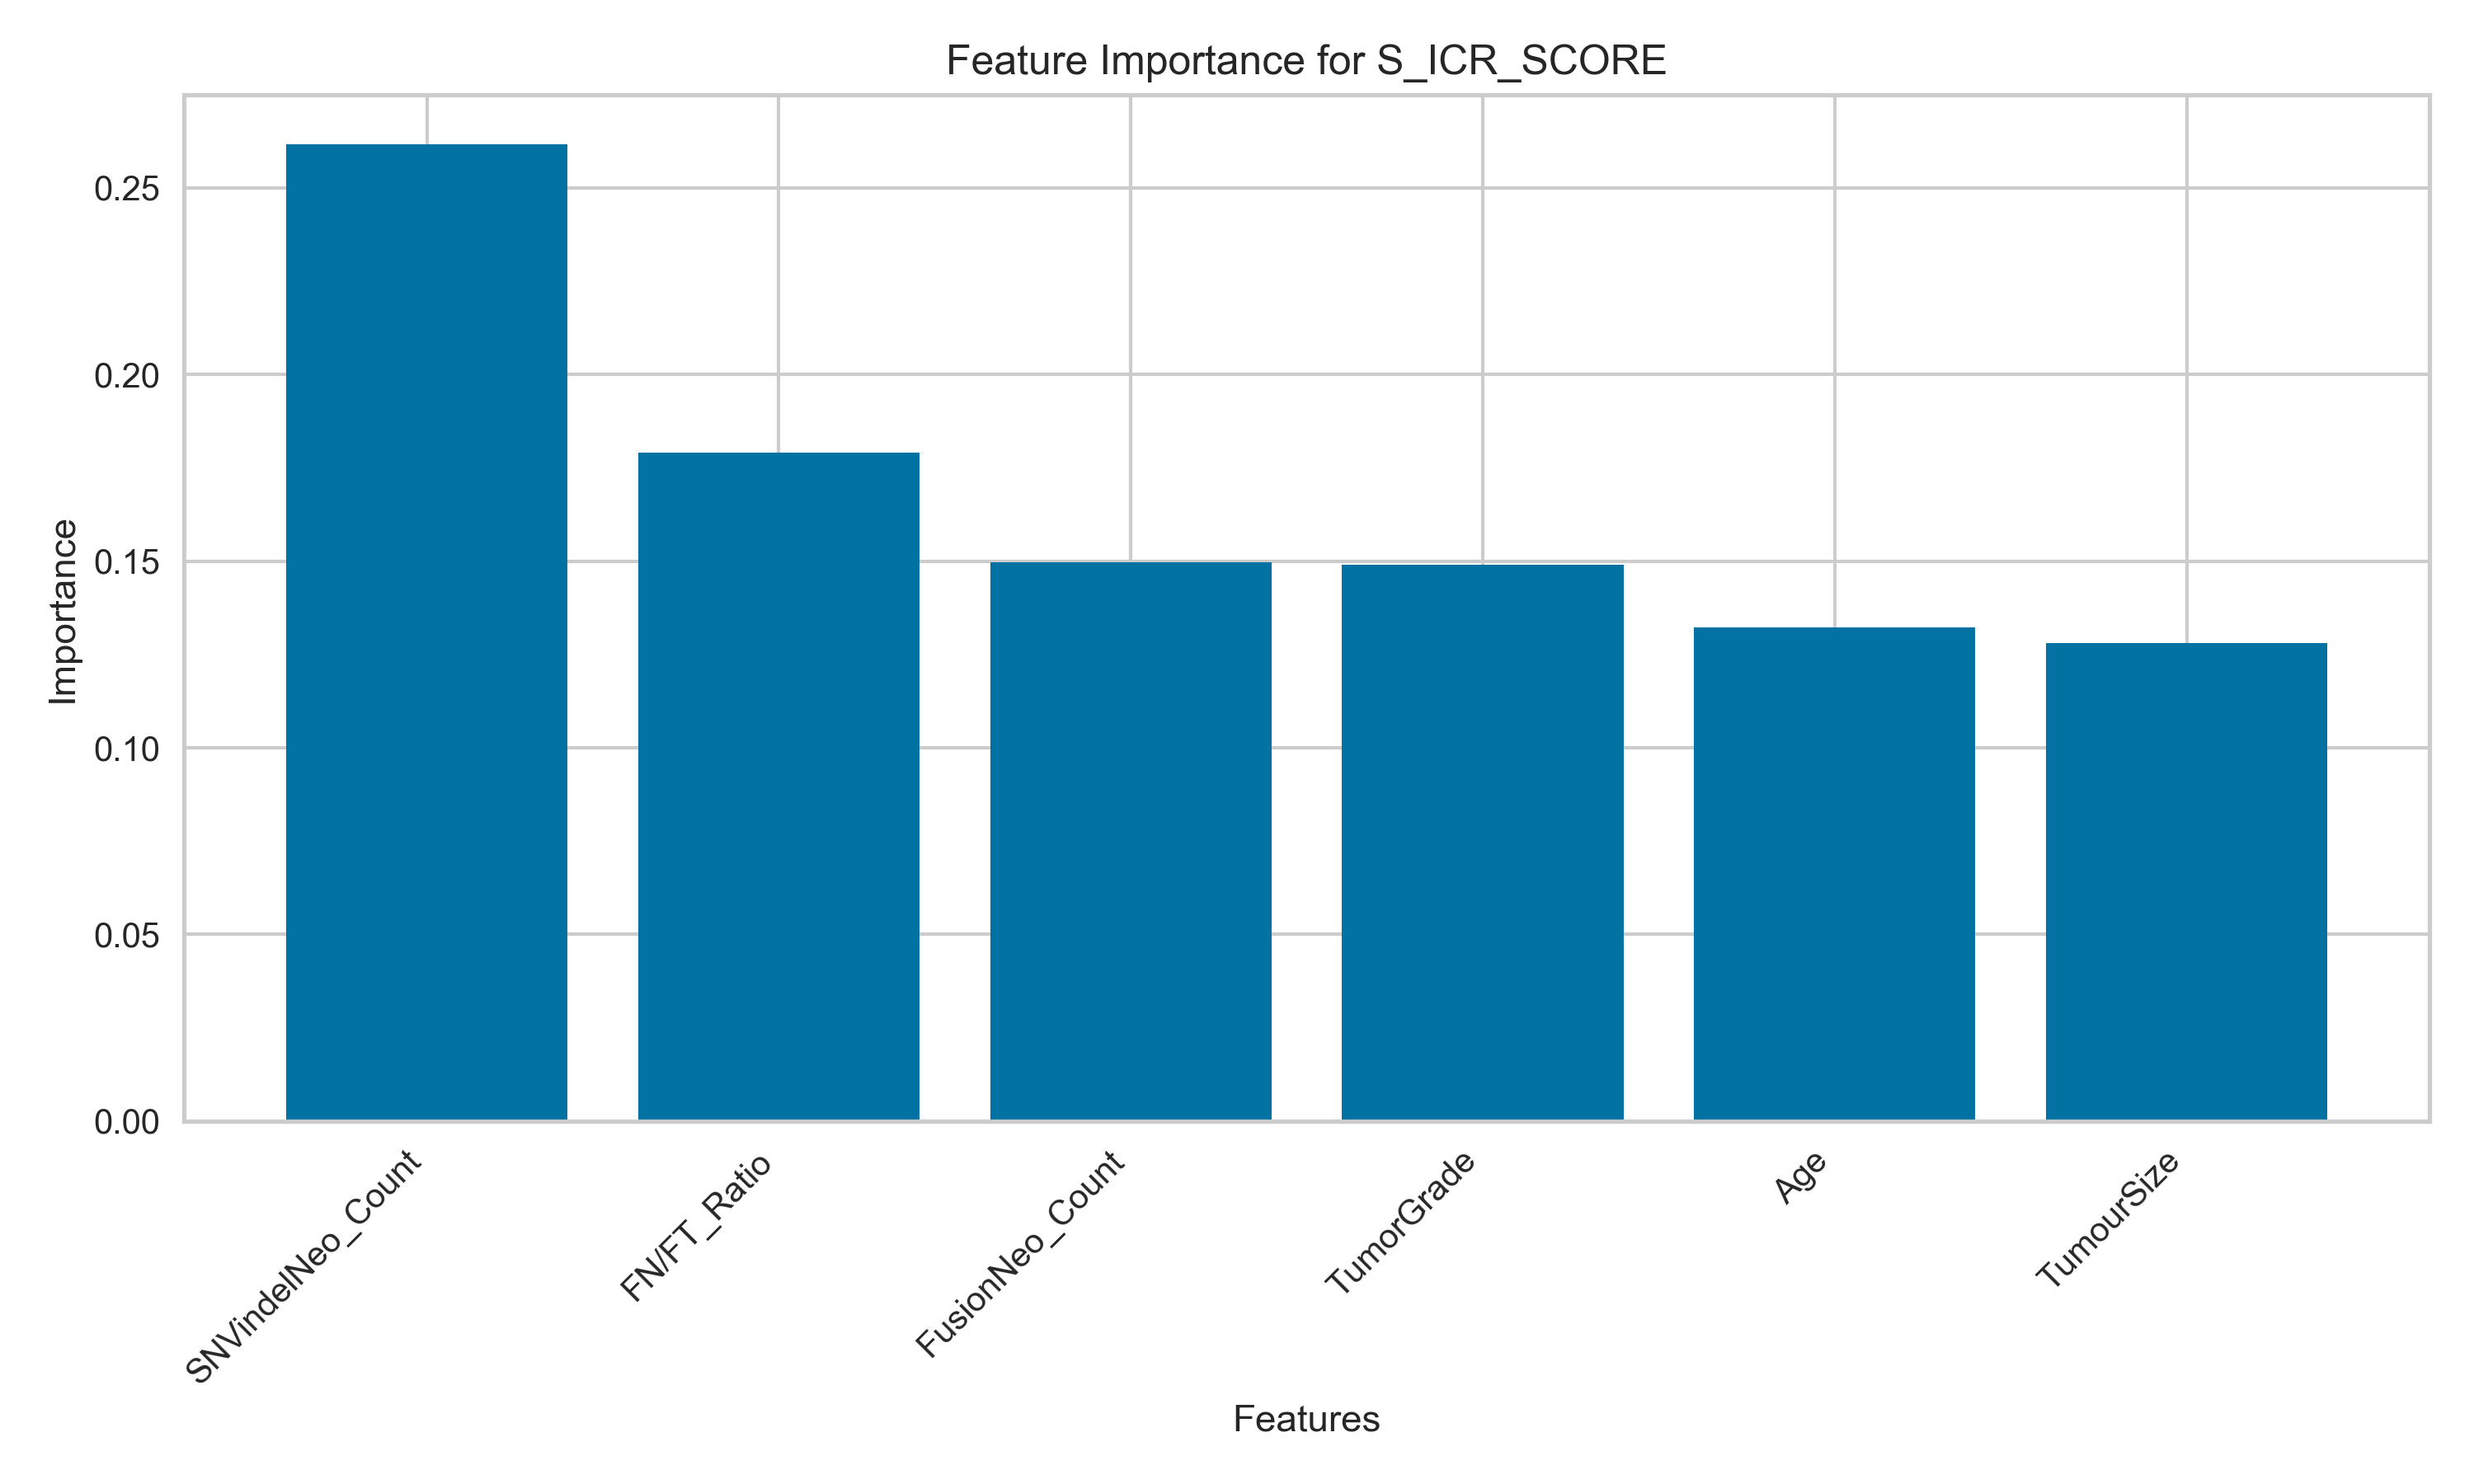 Feature Importance for S_ICR_SCORE
Importance
0.25
0.20
0.15
0.10
0.05
0.00
SNVindelNeo_Count
FN/FT_Ratio
FusionNeo_Count
TumorGrade
Age
TumourSize
Features